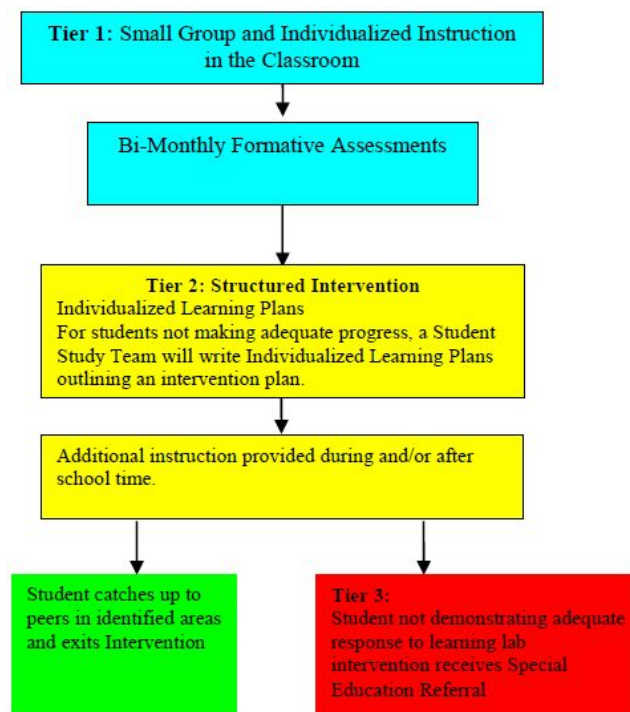 Tier 1: Small Group and Individualized Instruction
in the Classroom
Bi-Monthly Formative Assessments
Tier 2: Structured Intervention
Individualized Learning Plans
For students not making adequate progress, a Student
Study Team will write Individualized Learning Plans
outlining an intervention plan.
Additional instruction provided during and/or after
school time.
Student catches up to
peers in identified areas
and exits Intervention
Tier 3:
Student not demonstrating adequate
response to learning lab
intervention receives Special
Education Referral